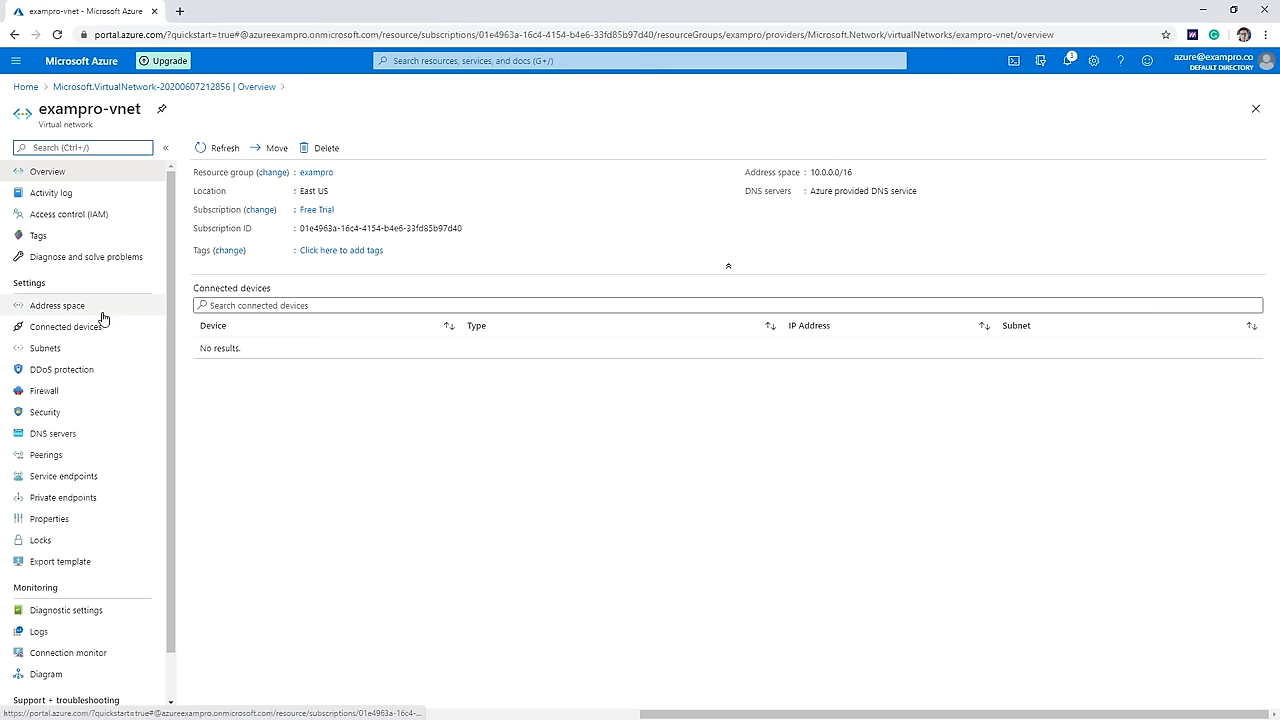 exampro-vnet - Microsoft Azure
portal.azure.com/?quickstart=true#@azureexampro.onmicrosoft.com/resource/subscriptions/01e4963a-16c4-4154-b4e6-33fd85b97d40/resourceGroups/exampro/providers/Microsoft.Network/virtualNetworks/exampro-vnet/overview
Microsoft Azure
Upgrade
Search resources, services, and docs (G+/)
3
azure@exampro.co
DEFAULT DIRECTORY
Home > Microsoft.VirtualNetwork-20200607212856 | Overview >
exampro-vnet
Virtual network
Search (Ctrl+/)
«
Overview
Activity log
Access control (IAM)
Tags
Diagnose and solve problems
Settings
Address space
Connected devices
Subnets
DDoS protection
Firewall
Security
DNS servers
Peerings
Service endpoints
Private endpoints
Properties
Locks
Export template
Monitoring
Diagnostic settings
Logs
Connection monitor
Diagram
Support + troubleshooting
Refresh Move Delete
Resource group (change) : exampro
Location : East US
Subscription (change) : Free Trial
Subscription ID : 01e4963a-16c4-4154-b4e6-33fd85b97d40
Tags (change) : Click here to add tags
Address space : 10.0.0.0/16
DNS servers : Azure provided DNS service
Connected devices
Search connected devices
Device Type IP Address Subnet
No results.
https://portal.azure.com/?quickstart=true#@azureexampro.onmicrosoft.com/resource/subscriptions/01e4963a-16c4-...